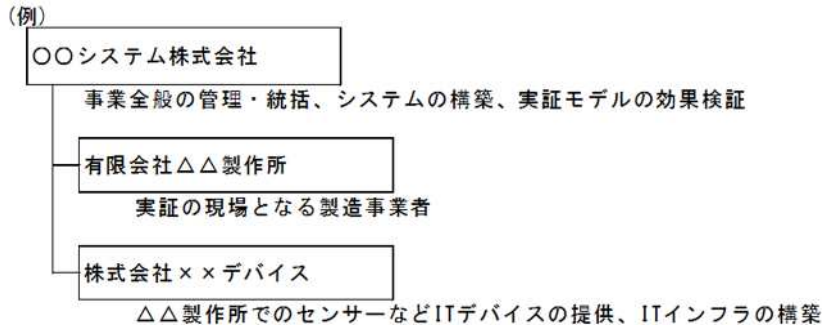 (例)
〇〇システム株式会社
事業全般の管理・統括、システムの構築、実証モデルの効果検証
有限会社△△製作所
実証の現場となる製造事業者
株式会社××デバイス
△△製作所でのセンサーなどITデバイスの提供、ITインフラの構築